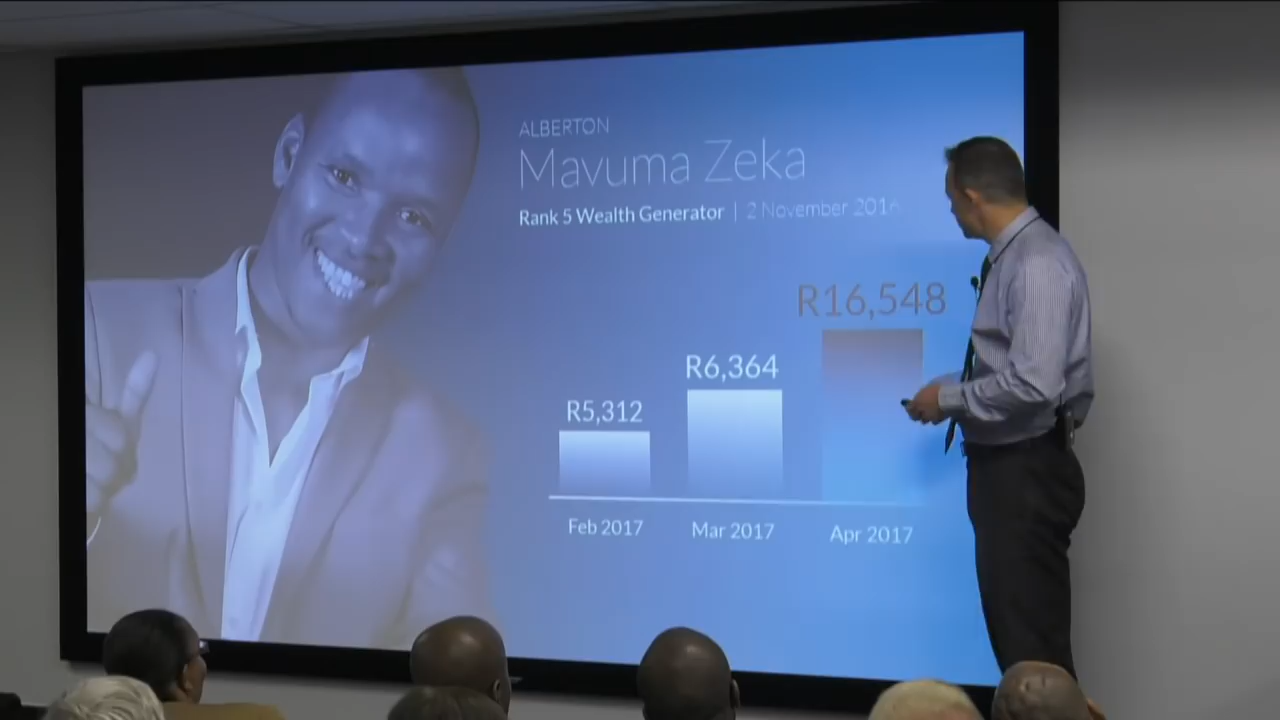 ALBERTON
Mavuma Zeka
Rank 5 Wealth Generator | 2 November 2016
R16,548
R6,364
R5,312
Feb 2017 Mar 2017 Apr 2017